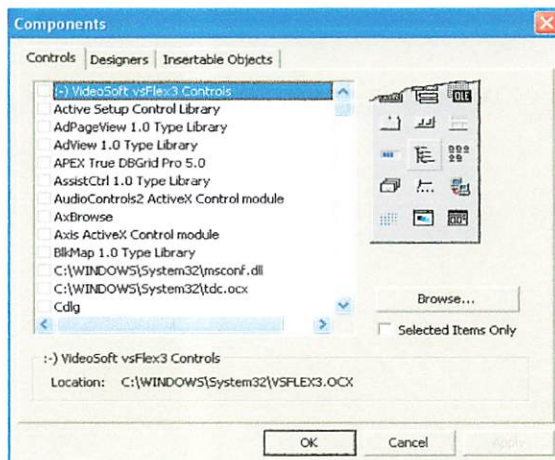 Components
Controls Designers Insertable Objects
:-) VideoSoft vsFlex3 Controls
Active Setup Control Library
AdPageView 1.0 Type Library
AdView 1.0 Type Library
APEX True DBGrid Pro 5.0
AssistCtrl 1.0 Type Library
AudioControls2 ActiveX Control module
AxBrowse
Axis ActiveX Control module
BlkMap 1.0 Type Library
C:\WINDOWS\System32\msconf.dll
C:\WINDOWS\System32\tdc.ocx
Cdlg
OLE
Browse...
Selected Items Only
:-) VideoSoft vsFlex3 Controls
Location: C:\WINDOWS\System32\VSFLEX3.OCX
OK Cancel Apply